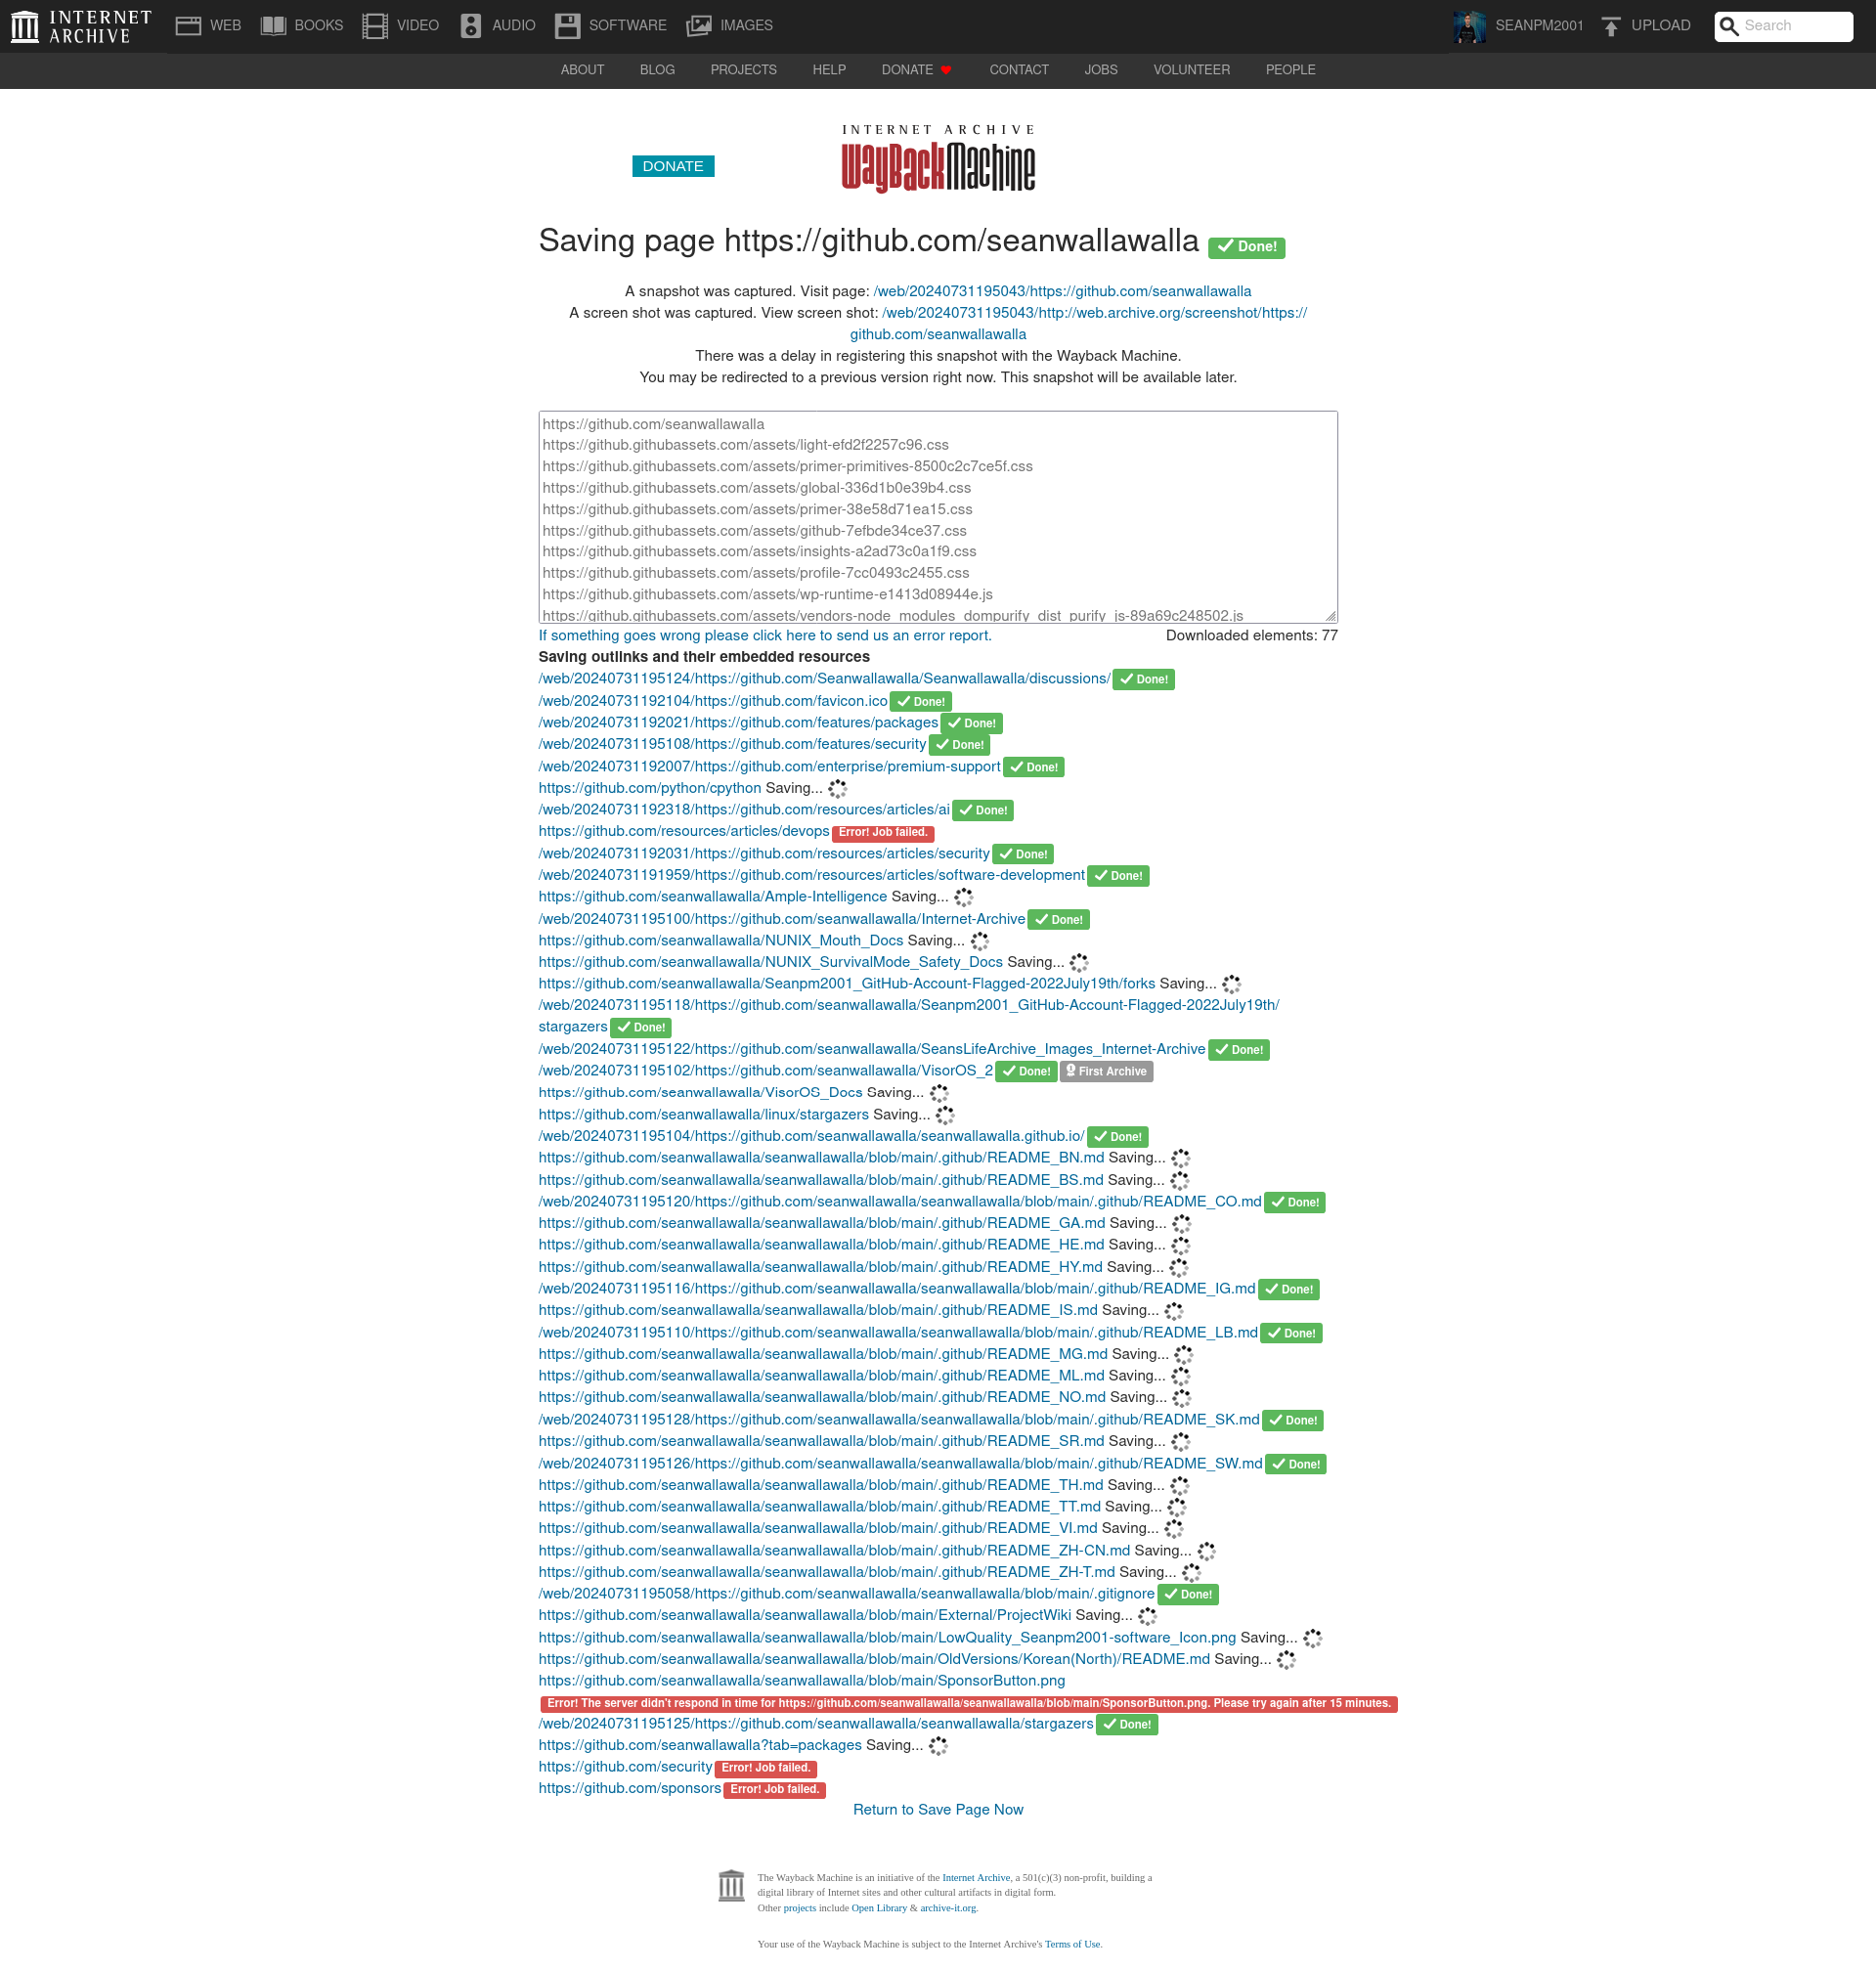 INTERNET ARCHIVE
WEB BOOKS VIDEO AUDIO SOFTWARE IMAGES SEANPM2001 UPLOAD Search
ABOUT BLOG PROJECTS HELP DONATE CONTACT JOBS VOLUNTEER PEOPLE
INTERNET ARCHIVE
DONATE WayBackMachine
Saving page https://github.com/seanwallawalla Done!
A snapshot was captured. Visit page: /web/20240731195043/https://github.com/seanwallawalla
A screen shot was captured. View screen shot: /web/20240731195043/http://web.archive.org/screenshot/https://
github.com/seanwallawalla
There was a delay in registering this snapshot with the Wayback Machine.
You may be redirected to a previous version right now. This snapshot will be available later.
https://github.com/seanwallawalla
https://github.githubassets.com/assets/light-efd2f2257c96.css
https://github.githubassets.com/assets/primer-primitives-8500c2c7ce5f.css
https://github.githubassets.com/assets/global-336d1b0e39b4.css
https://github.githubassets.com/assets/primer-38e58d71ea15.css
https://github.githubassets.com/assets/github-7efbde34ce37.css
https://github.githubassets.com/assets/insights-a2ad73c0a1f9.css
https://github.githubassets.com/assets/profile-7cc0493c2455.css
https://github.githubassets.com/assets/wp-runtime-e1413d08944e.js
https://github.githubassets.com/assets/vendors-node_modules_dompurify_dist_purify_js-89a69c248502.js
If something goes wrong please click here to send us an error report. Downloaded elements: 77
Saving outlinks and their embedded resources
/web/20240731195124/https://github.com/Seanwallawalla/Seanwallawalla/discussions/ Done!
/web/20240731192104/https://github.com/favicon.ico Done!
/web/20240731192021/https://github.com/features/packages Done!
/web/20240731195108/https://github.com/features/security Done!
/web/20240731192007/https://github.com/enterprise/premium-support Done!
https://github.com/python/cpython Saving...
/web/20240731192318/https://github.com/resources/articles/ai Done!
https://github.com/resources/articles/devops Error! Job failed.
/web/20240731192031/https://github.com/resources/articles/security Done!
/web/20240731191959/https://github.com/resources/articles/software-development Done!
https://github.com/seanwallawalla/Ample-Intelligence Saving...
/web/20240731195100/https://github.com/seanwallawalla/Internet-Archive Done!
https://github.com/seanwallawalla/NUNIX_Mouth_Docs Saving...
https://github.com/seanwallawalla/NUNIX_SurvivalMode_Safety_Docs Saving...
https://github.com/seanwallawalla/Seanpm2001_GitHub-Account-Flagged-2022July19th/forks Saving...
/web/20240731195118/https://github.com/seanwallawalla/Seanpm2001_GitHub-Account-Flagged-2022July19th/
stargazers Done!
/web/20240731195122/https://github.com/seanwallawalla/SeansLifeArchive_Images_Internet-Archive Done!
/web/20240731195102/https://github.com/seanwallawalla/VisorOS_2 Done! First Archive
https://github.com/seanwallawalla/VisorOS_Docs Saving...
https://github.com/seanwallawalla/linux/stargazers Saving...
/web/20240731195104/https://github.com/seanwallawalla/seanwallawalla.github.io/ Done!
https://github.com/seanwallawalla/seanwallawalla/blob/main/.github/README_BN.md Saving...
https://github.com/seanwallawalla/seanwallawalla/blob/main/.github/README_BS.md Saving...
/web/20240731195120/https://github.com/seanwallawalla/seanwallawalla/blob/main/.github/README_CO.md Done!
https://github.com/seanwallawalla/seanwallawalla/blob/main/.github/README_GA.md Saving...
https://github.com/seanwallawalla/seanwallawalla/blob/main/.github/README_HE.md Saving...
https://github.com/seanwallawalla/seanwallawalla/blob/main/.github/README_HY.md Saving...
/web/20240731195116/https://github.com/seanwallawalla/seanwallawalla/blob/main/.github/README_IG.md Done!
https://github.com/seanwallawalla/seanwallawalla/blob/main/.github/README_IS.md Saving...
/web/20240731195110/https://github.com/seanwallawalla/seanwallawalla/blob/main/.github/README_LB.md Done!
https://github.com/seanwallawalla/seanwallawalla/blob/main/.github/README_MG.md Saving...
https://github.com/seanwallawalla/seanwallawalla/blob/main/.github/README_ML.md Saving...
https://github.com/seanwallawalla/seanwallawalla/blob/main/.github/README_NO.md Saving...
/web/20240731195128/https://github.com/seanwallawalla/seanwallawalla/blob/main/.github/README_SK.md Done!
https://github.com/seanwallawalla/seanwallawalla/blob/main/.github/README_SR.md Saving...
/web/20240731195126/https://github.com/seanwallawalla/seanwallawalla/blob/main/.github/README_SW.md Done!
https://github.com/seanwallawalla/seanwallawalla/blob/main/.github/README_TH.md Saving...
https://github.com/seanwallawalla/seanwallawalla/blob/main/.github/README_TT.md Saving...
https://github.com/seanwallawalla/seanwallawalla/blob/main/.github/README_VI.md Saving...
https://github.com/seanwallawalla/seanwallawalla/blob/main/.github/README_ZH-CN.md Saving...
https://github.com/seanwallawalla/seanwallawalla/blob/main/.github/README_ZH-T.md Saving...
/web/20240731195058/https://github.com/seanwallawalla/seanwallawalla/blob/main/.gitignore Done!
https://github.com/seanwallawalla/seanwallawalla/blob/main/External/ProjectWiki Saving...
https://github.com/seanwallawalla/seanwallawalla/blob/main/LowQuality_Seanpm2001-software_Icon.png Saving...
https://github.com/seanwallawalla/seanwallawalla/blob/main/OldVersions/Korean(North)/README.md Saving...
https://github.com/seanwallawalla/seanwallawalla/blob/main/SponsorButton.png
Error! The server didn't respond in time for https://github.com/seanwallawalla/seanwallawalla/blob/main/SponsorButton.png. Please try again after 15 minutes.
/web/20240731195125/https://github.com/seanwallawalla/seanwallawalla/stargazers Done!
https://github.com/seanwallawalla?tab=packages Saving...
https://github.com/security Error! Job failed.
https://github.com/sponsors Error! Job failed.
Return to Save Page Now
The Wayback Machine is an initiative of the Internet Archive, a 501(c)(3) non-profit, building a
digital library of Internet sites and other cultural artifacts in digital form.
Other projects include Open Library & archive-it.org.
Your use of the Wayback Machine is subject to the Internet Archive's Terms of Use.